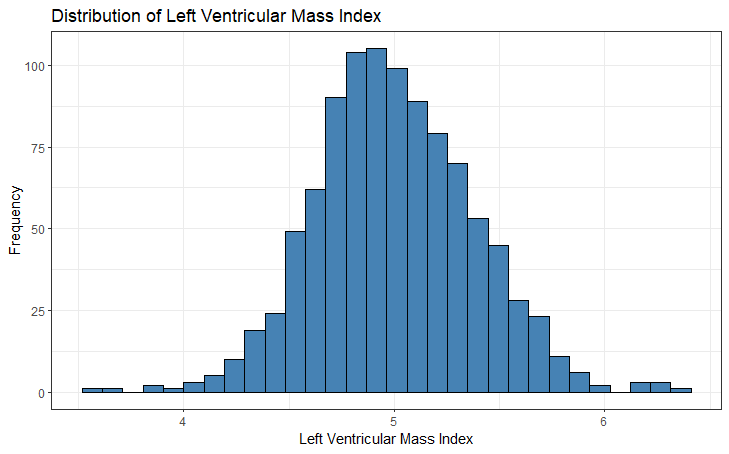 Distribution of Left Ventricular Mass Index
100
75
50
25
0
Frequency
4 5 6
Left Ventricular Mass Index